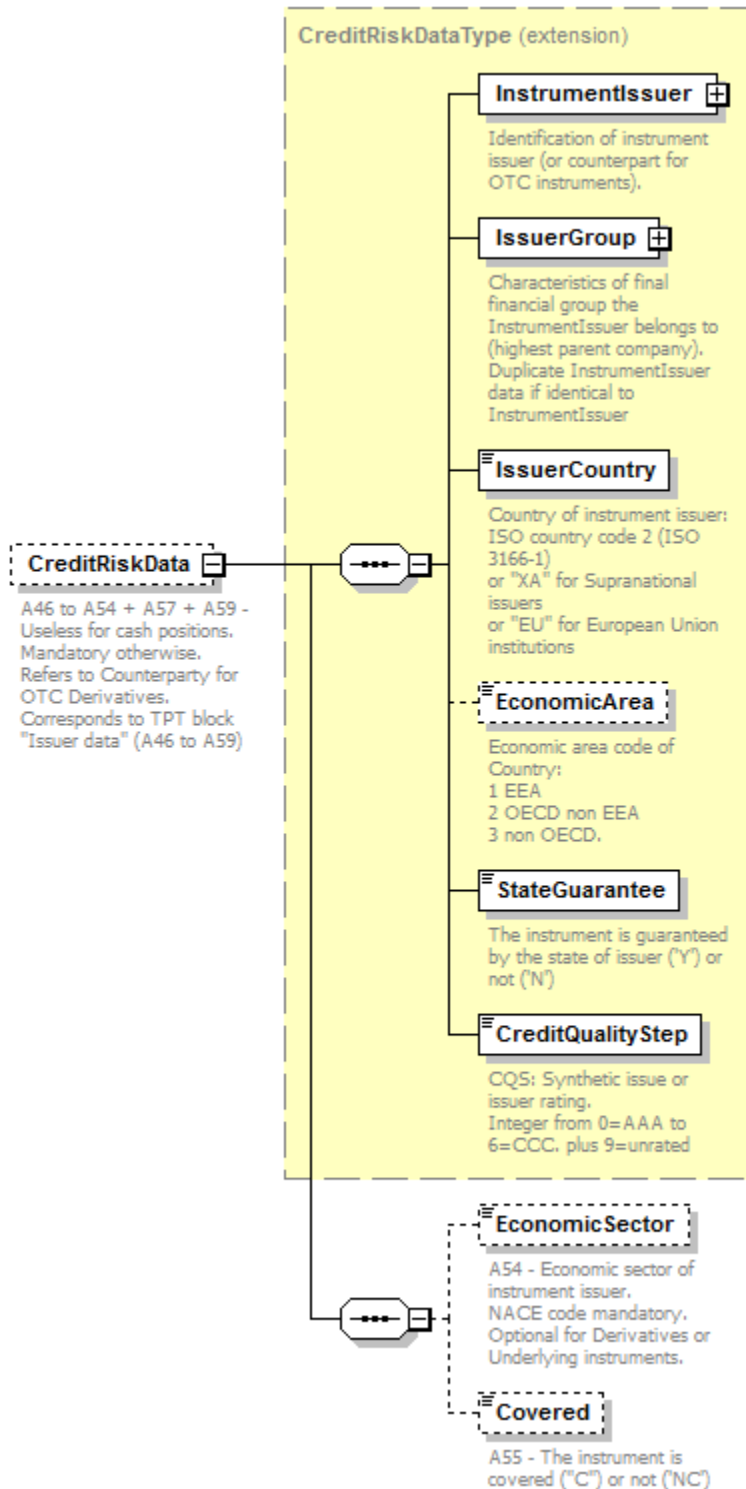 CreditRiskDataType (extension)
InstrumentIssuer
Identification of instrument
issuer (or counterpart for
OTC instruments).
IssuerGroup
Characteristics of final
financial group the
InstrumentIssuer belongs to
(highest parent company).
Duplicate InstrumentIssuer
data if identical to
InstrumentIssuer
IssuerCountry
Country of instrument issuer:
ISO country code 2 (ISO
3166-1)
or "XA" for Supranational
issuers
or "EU" for European Union
institutions
CreditRiskData
A46 to A54 + A57 + A59 -
Useless for cash positions.
Mandatory otherwise.
Refers to Counterparty for
OTC Derivatives.
Corresponds to TPT block
"Issuer data" (A46 to A59)
EconomicArea
Economic area code of
Country:
1 EEA
2 OECD non EEA
3 non OECD.
StateGuarantee
The instrument is guaranteed
by the state of issuer ('Y') or
not ('N')
CreditQualityStep
CQS: Synthetic issue or
issuer rating.
Integer from 0=AAA to
6=CCC. plus 9=unrated
EconomicSector
A54 - Economic sector of
instrument issuer.
NACE code mandatory.
Optional for Derivatives or
Underlying instruments.
Covered
A55 - The instrument is
covered ("C") or not ('NC')